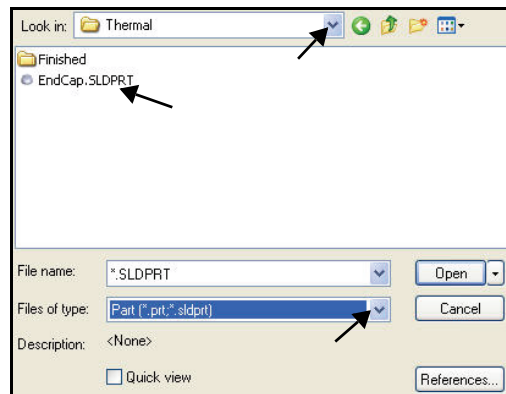 Look in: Thermal
Finished
EndCap.SLDPRT
File name: *.SLDPRT Open
Files of type: Part (*.prt;*.sldprt) Cancel
Description: <None>
Quick view References...